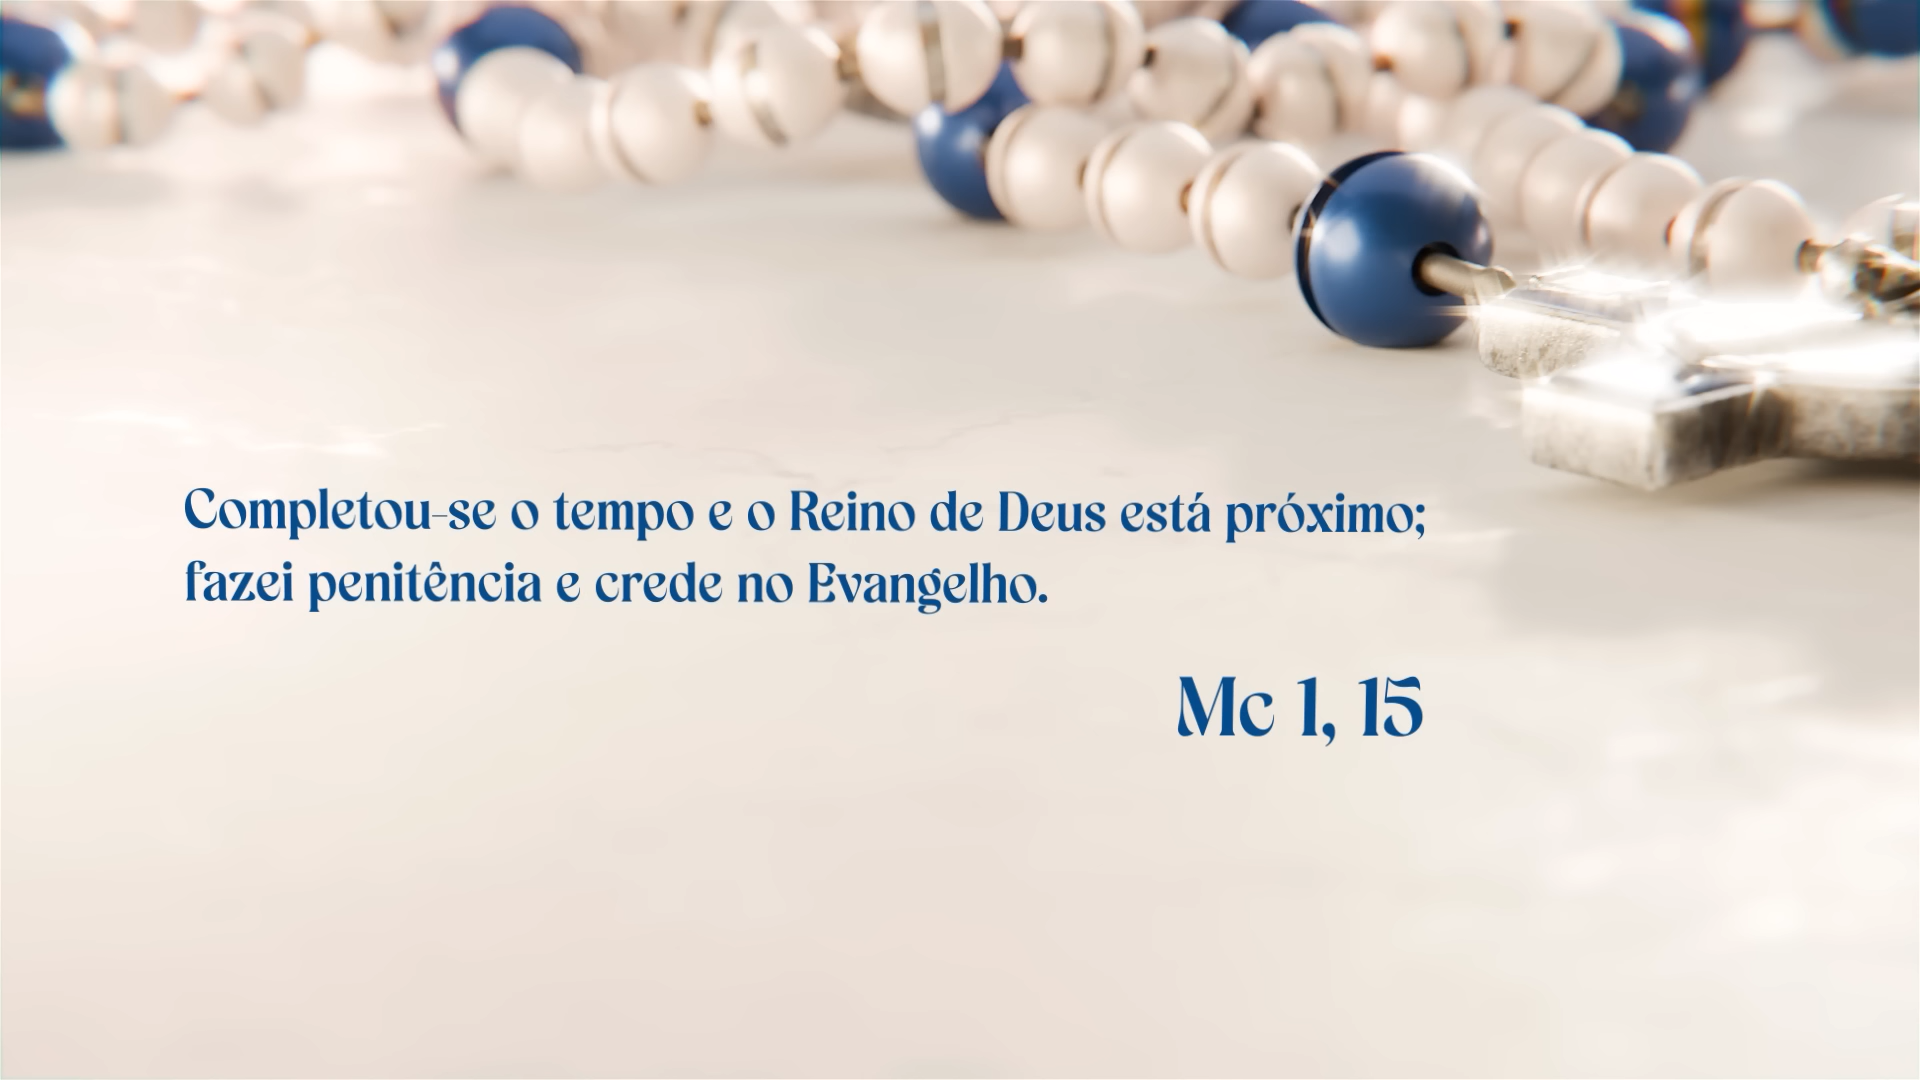 Completou-se o tempo e o Reino de Deus está próximo;
fazei penitência e crede no Evangelho.
Mc 1, 15